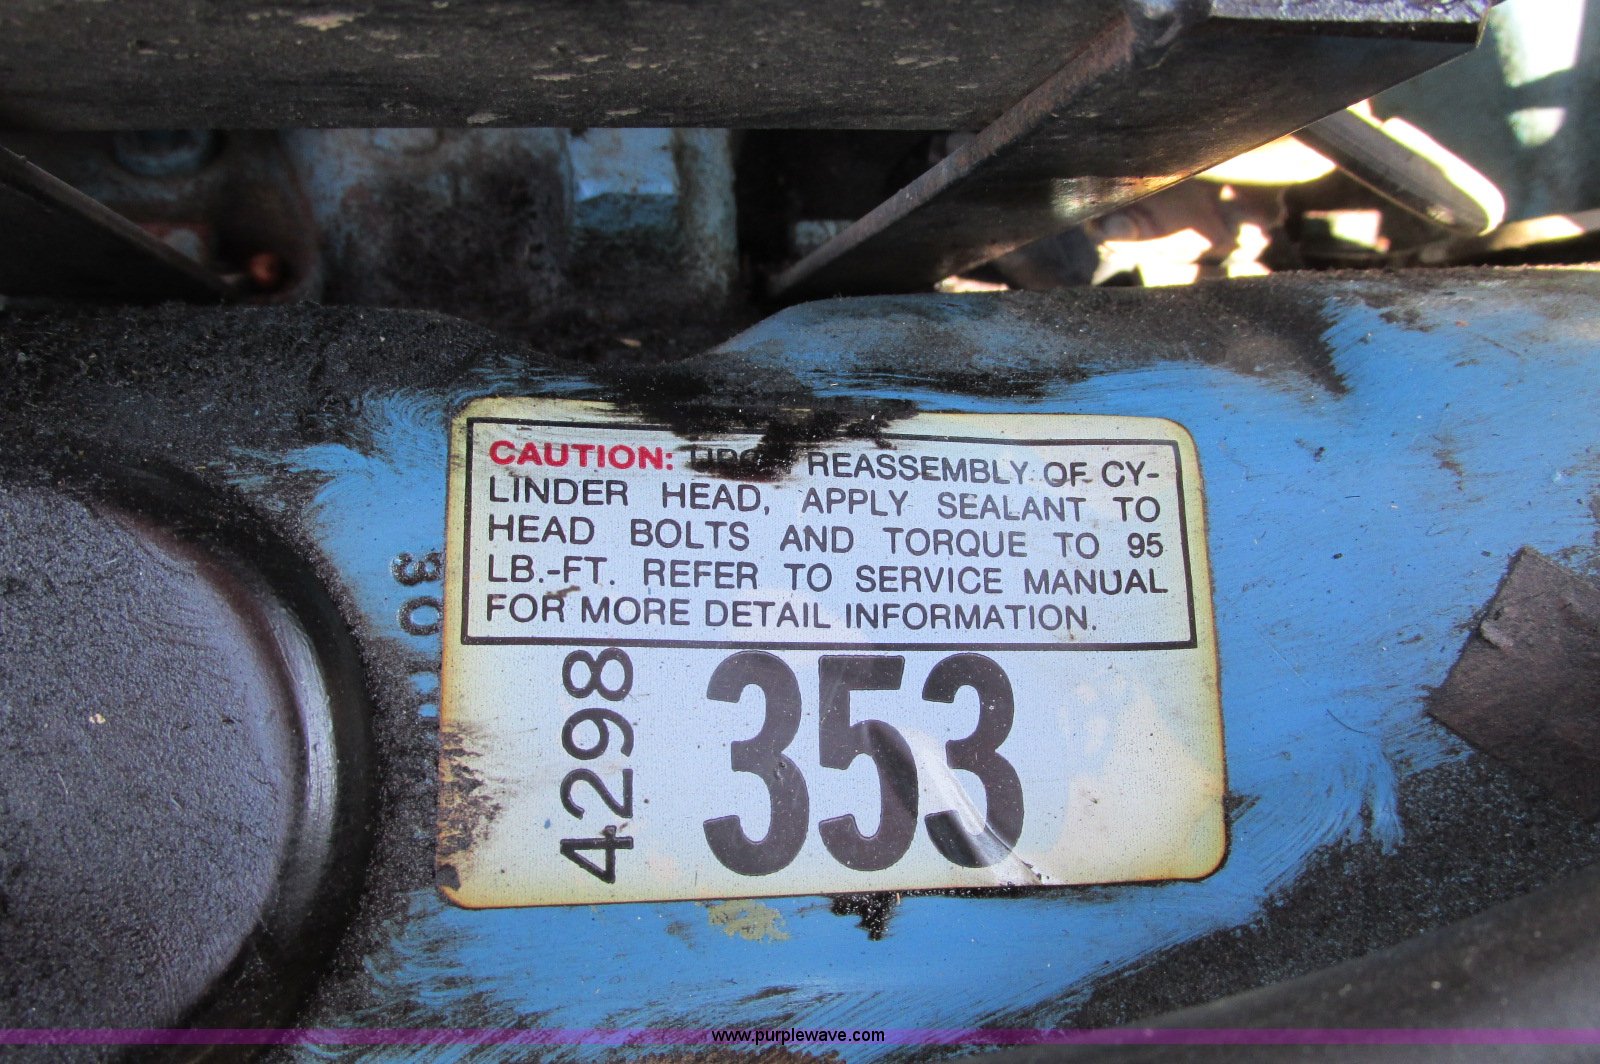 CAUTION: UPON REASSEMBLY OF CY-
LINDER HEAD, APPLY SEALANT TO
HEAD BOLTS AND TORQUE TO 95
LB.-FT. REFER TO SERVICE MANUAL
FOR MORE DETAIL INFORMATION.
4298
353
www.purplewave.com